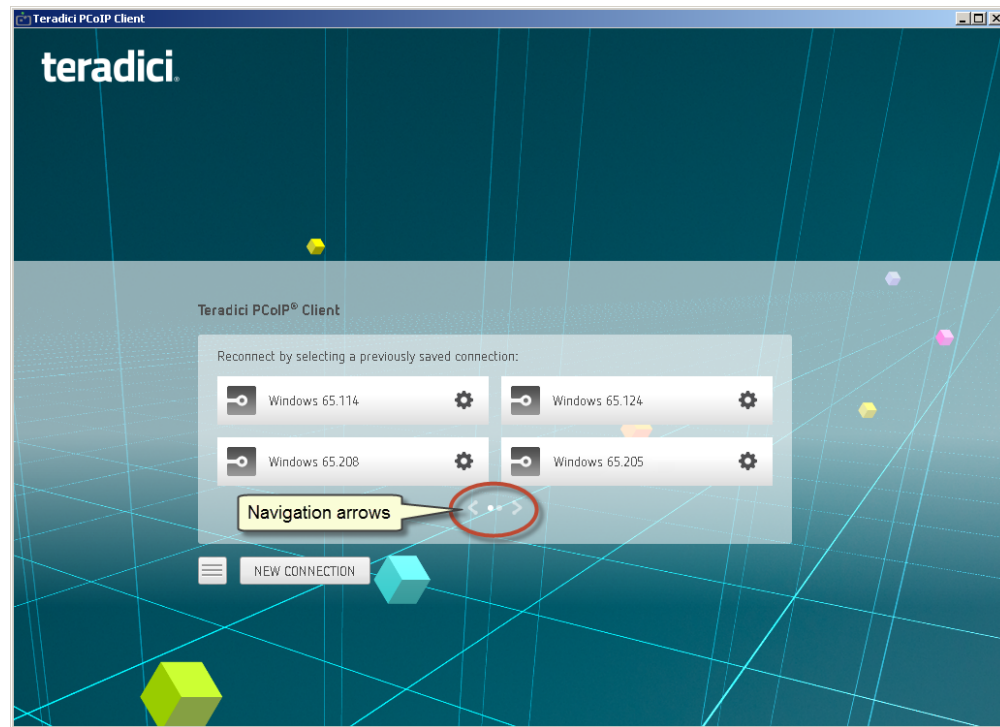 Teradici PCoIP Client
teradici.
Teradici PCoIP® Client
Reconnect by selecting a previously saved connection:
Windows 65.114
Windows 65.124
Windows 65.208
Windows 65.205
Navigation arrows
NEW CONNECTION